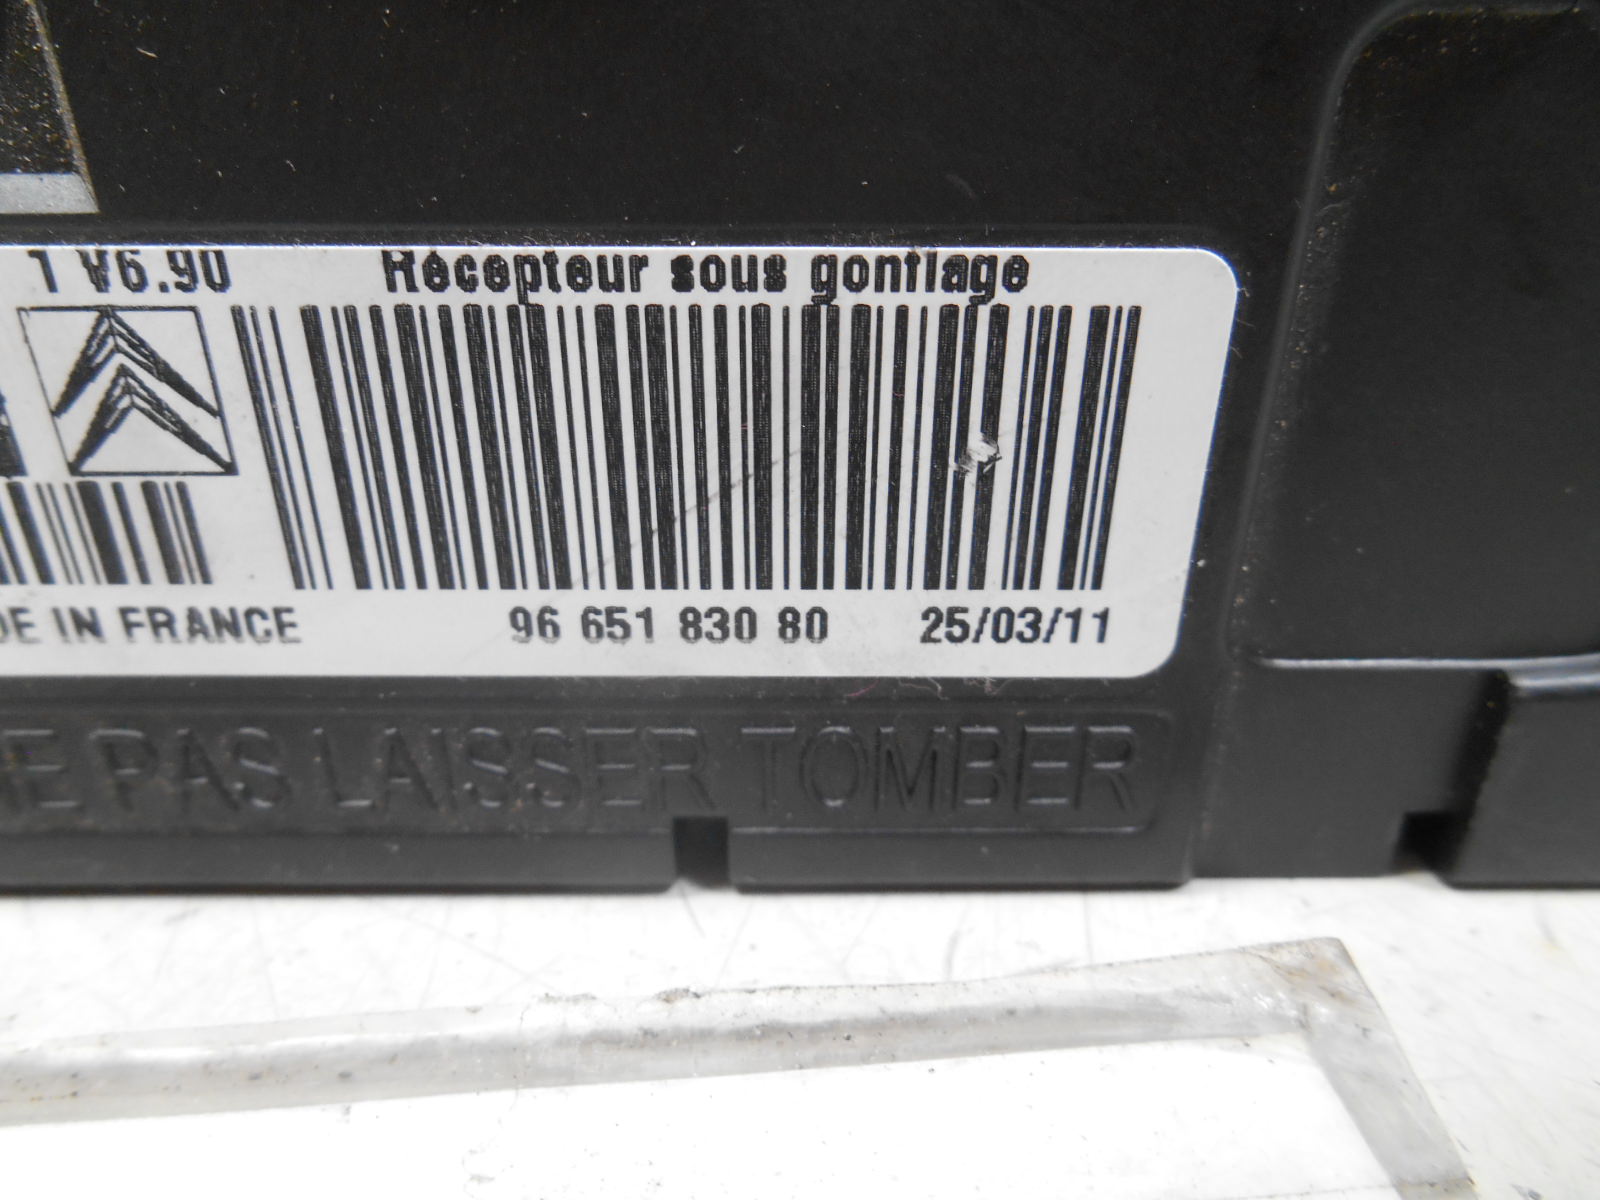 1 V6.90 Récepteur sous gonflage
DE IN FRANCE 96 651 830 80 25/03/11
NE PAS LAISSER TOMBER